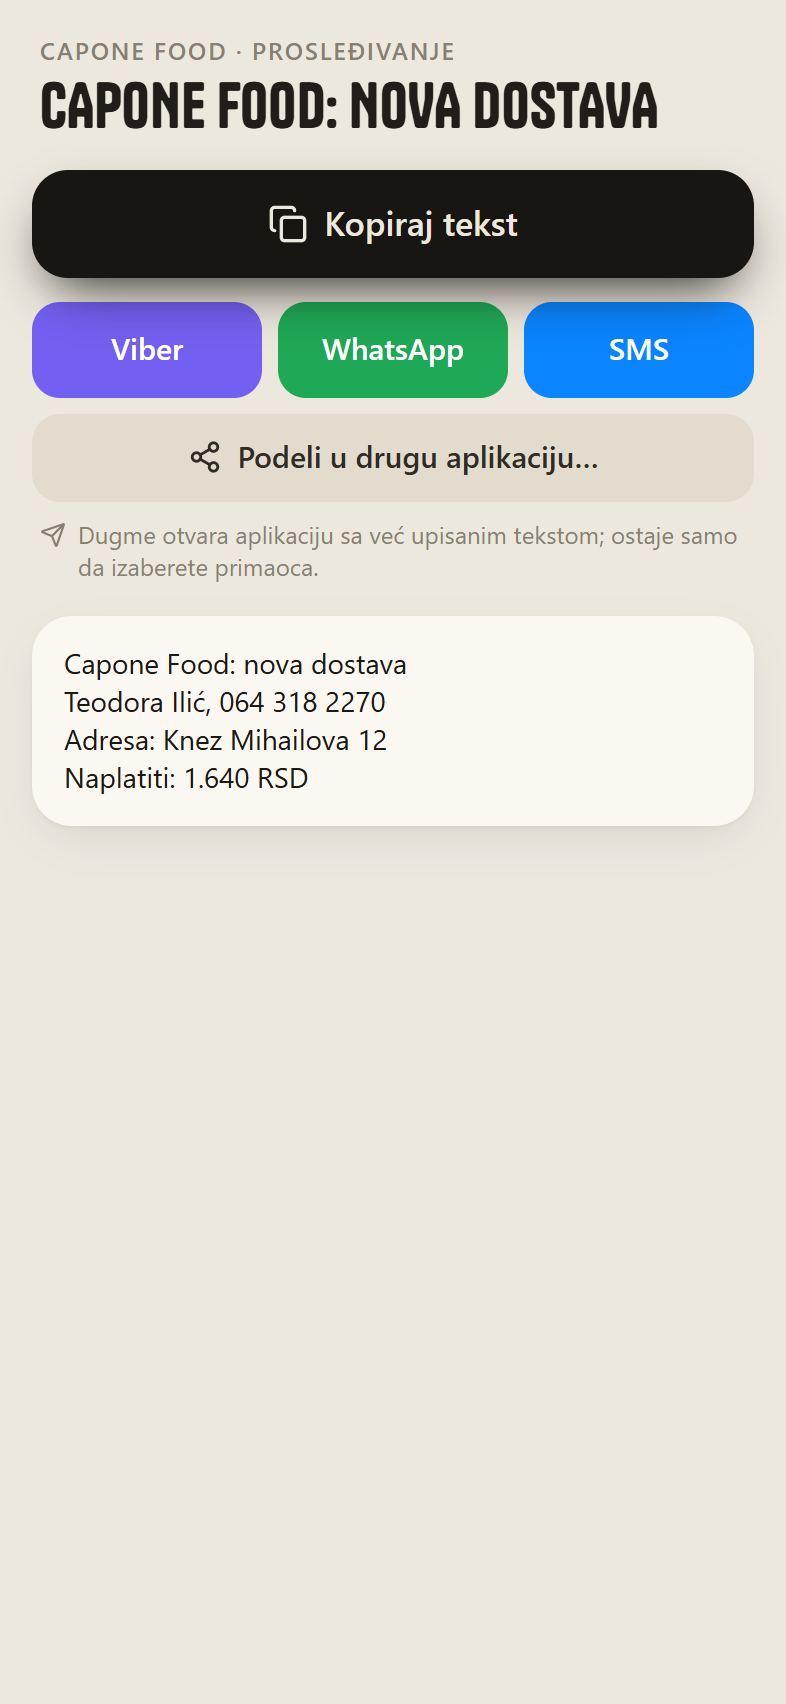 CAPONE FOOD · PROSLEĐIVANJE
CAPONE FOOD: NOVA DOSTAVA
Kopiraj tekst
Viber
WhatsApp
SMS
Podeli u drugu aplikaciju…
Dugme otvara aplikaciju sa već upisanim tekstom; ostaje samo
da izaberete primaoca.
Capone Food: nova dostava
Teodora Ilić, 064 318 2270
Adresa: Knez Mihailova 12
Naplatiti: 1.640 RSD